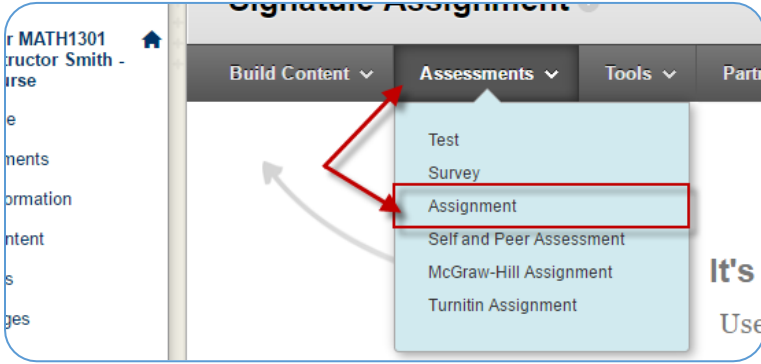 Signature Assignment
r MATH1301
ructor Smith -
urse
e
ments
ormation
ntent
s
ges
Build Content
Assessments
Tools
Part
Test
Survey
Assignment
Self and Peer Assessment
McGraw-Hill Assignment
Turnitin Assignment
It's
Use